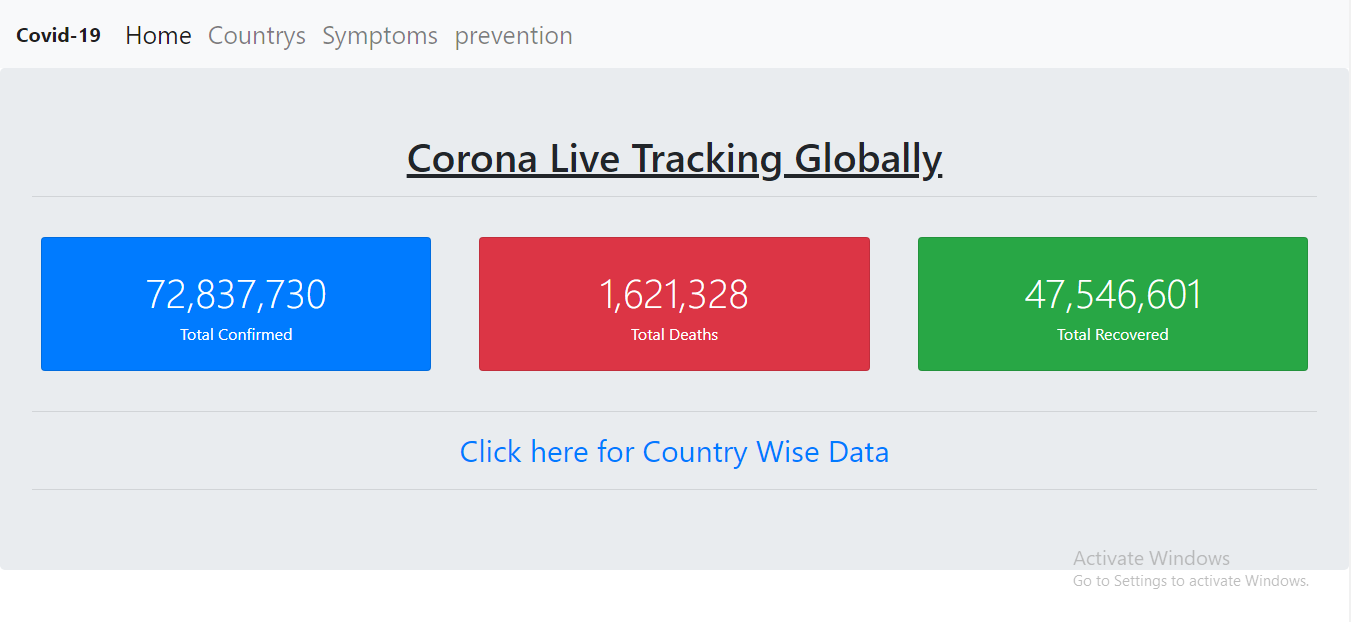 Covid-19 Home Countrys Symptoms prevention
Corona Live Tracking Globally
72,837,730 1,621,328 47,546,601
Total Confirmed Total Deaths Total Recovered
Click here for Country Wise Data
Activate Windows
Go to Settings to activate Windows.